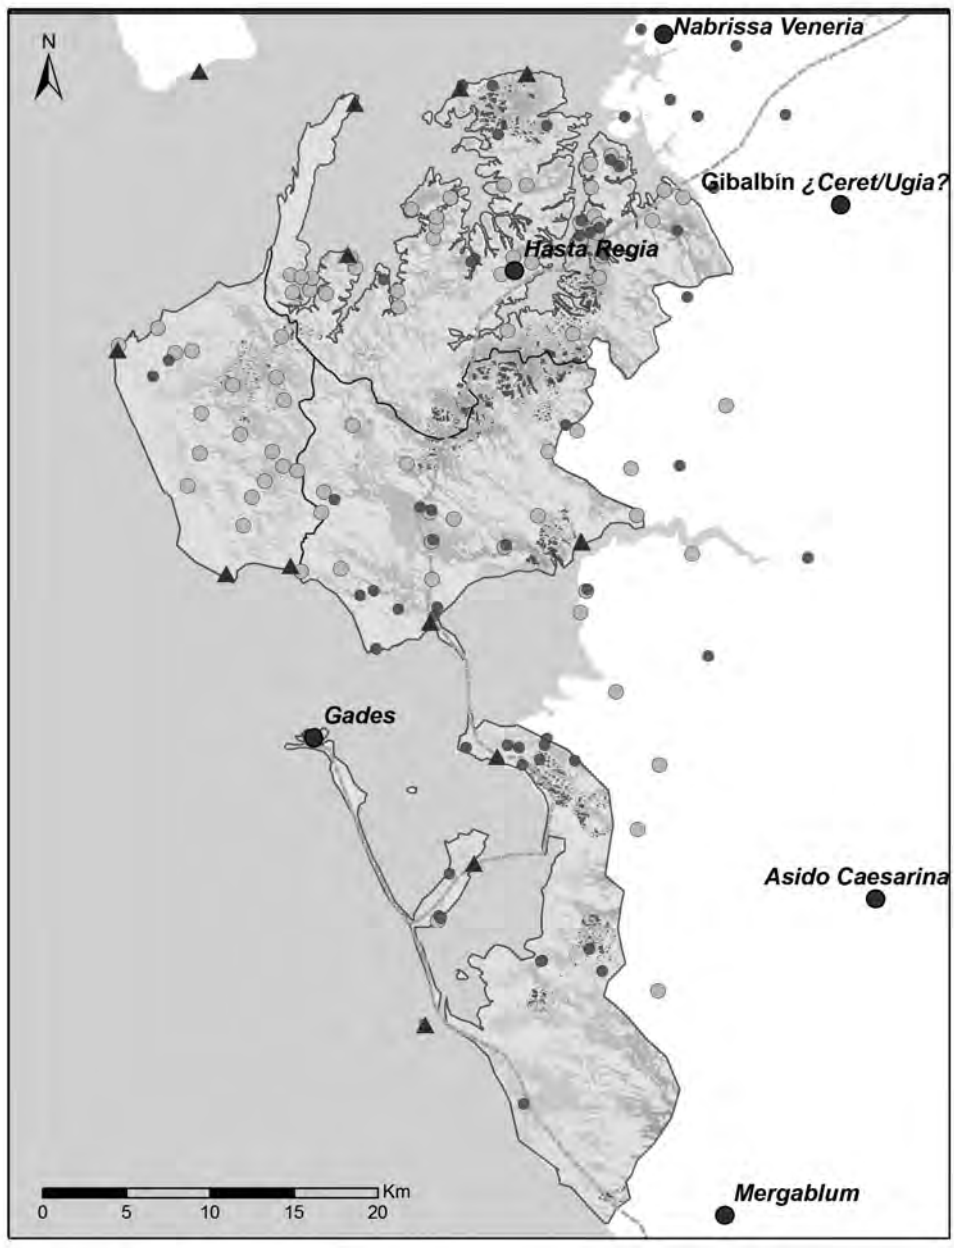 Nabrissa Veneria
N
Gibalbín ¿Ceret/Ugia?
Hasta Regia
Gades
Asido Caesarina
Mergablum
Km
0 5 10 15 20